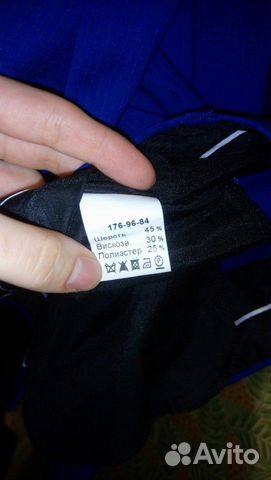 176-96-84
Шерсть 45 %
Вискоза 30 %
Полиэстер 25 %
Avito